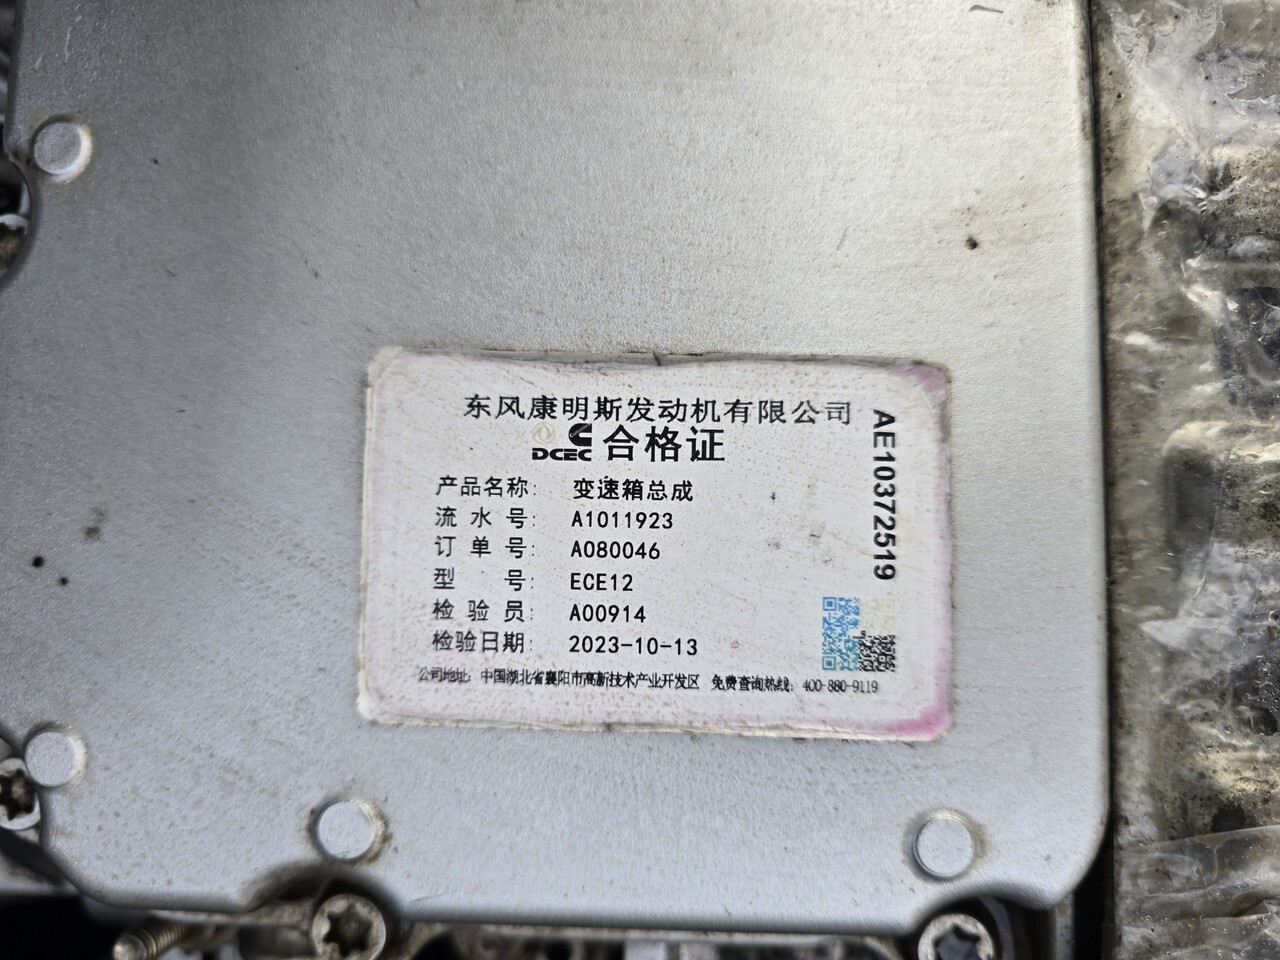 东风康明斯发动机有限公司
DCEC 合格证
产品名称: 变速箱总成
流水号: A1011923
订单号: A080046
型号: ECE12
检验员: A00914
检验日期: 2023-10-13
公司地址: 中国湖北省襄阳市高新技术产业开发区 免费查询热线: 400-880-9119
AE10372519